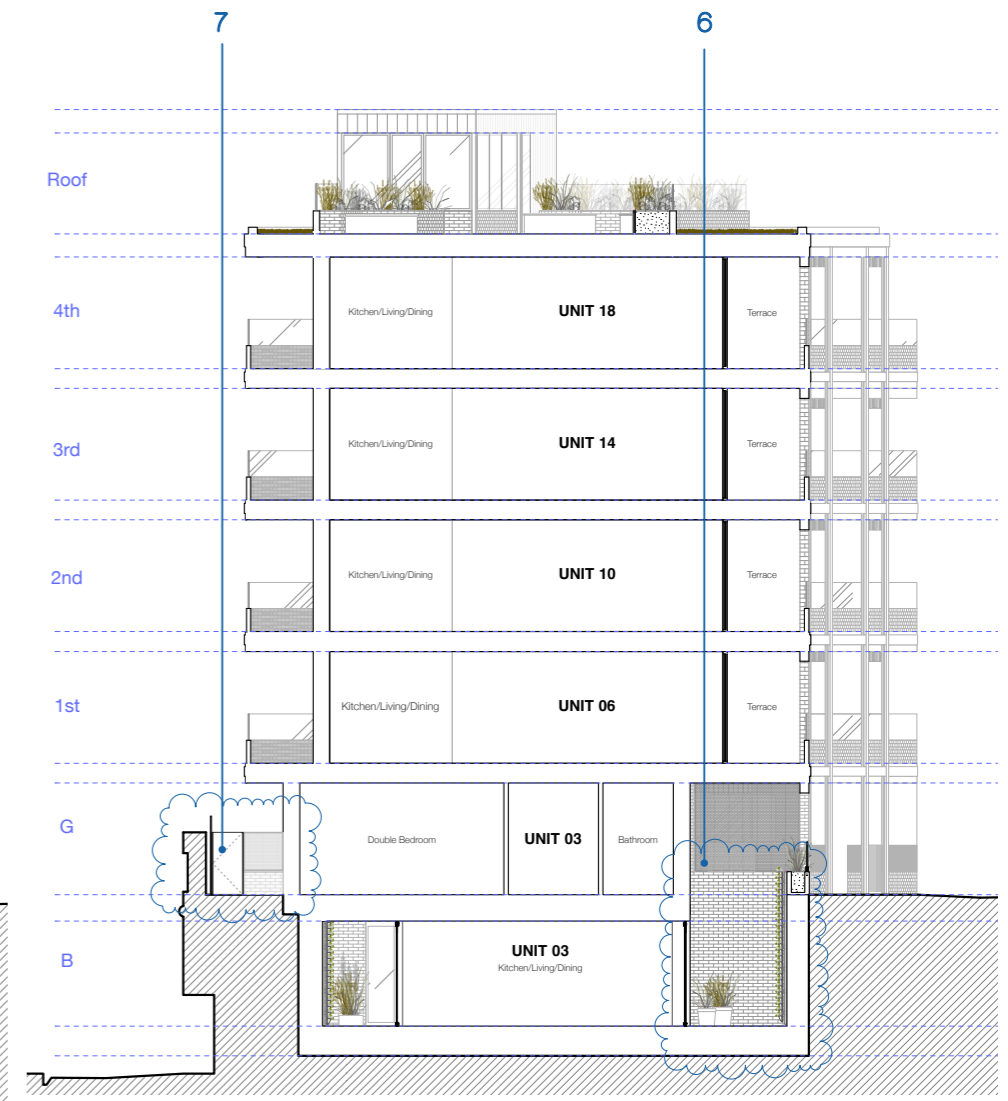 7
6
Roof
4th
Kitchen/Living/Dining
UNIT 18
Terrace
3rd
Kitchen/Living/Dining
UNIT 14
Terrace
2nd
Kitchen/Living/Dining
UNIT 10
Terrace
1st
Kitchen/Living/Dining
UNIT 06
Terrace
G
Double Bedroom
UNIT 03
Bathroom
B
UNIT 03
Kitchen/Living/Dining